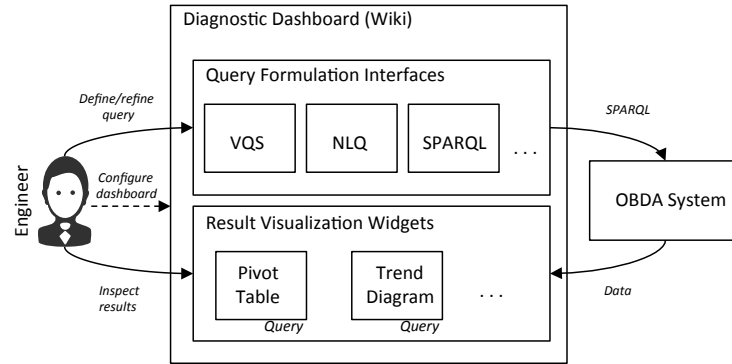 Diagnostic Dashboard (Wiki)
Query Formulation Interfaces
VQS
NLQ
SPARQL
. . .
Define/refine
query
SPARQL
Engineer
Configure
dashboard
OBDA System
Result Visualization Widgets
Pivot
Table
Query
Trend
Diagram
Query
. . .
Inspect
results
Data